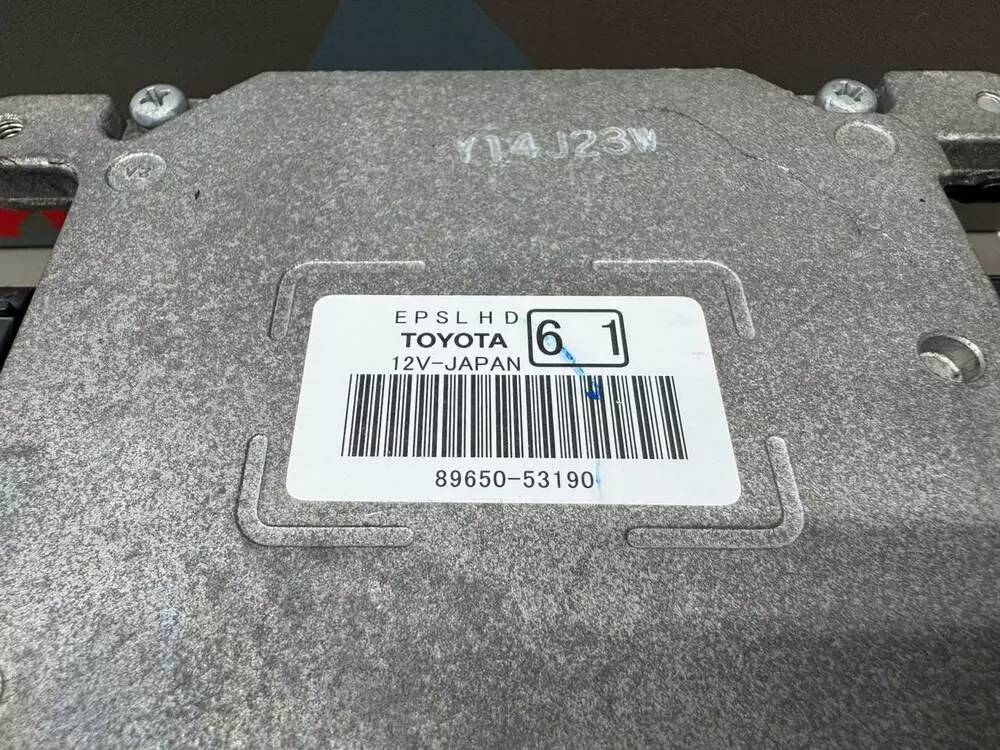 Y14J23W
V3
EPSLHD
TOYOTA
12V-JAPAN
6 1
89650-53190